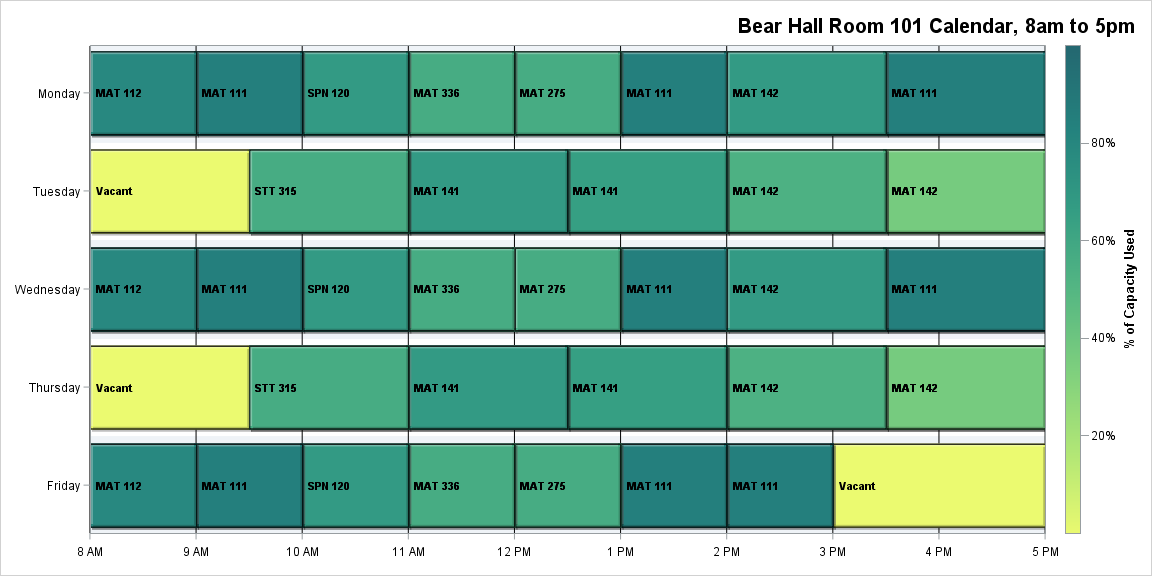 Bear Hall Room 101 Calendar, 8am to 5pm
Monday
MAT 112 MAT 111 SPN 120 MAT 336 MAT 275 MAT 111 MAT 142 MAT 111
Tuesday
Vacant STT 315 MAT 141 MAT 141 MAT 142 MAT 142
Wednesday
MAT 112 MAT 111 SPN 120 MAT 336 MAT 275 MAT 111 MAT 142 MAT 111
Thursday
Vacant STT 315 MAT 141 MAT 141 MAT 142 MAT 142
Friday
MAT 112 MAT 111 SPN 120 MAT 336 MAT 275 MAT 111 MAT 111 Vacant
8 AM 9 AM 10 AM 11 AM 12 PM 1 PM 2 PM 3 PM 4 PM 5 PM
80%
60%
40%
20%
% of Capacity Used